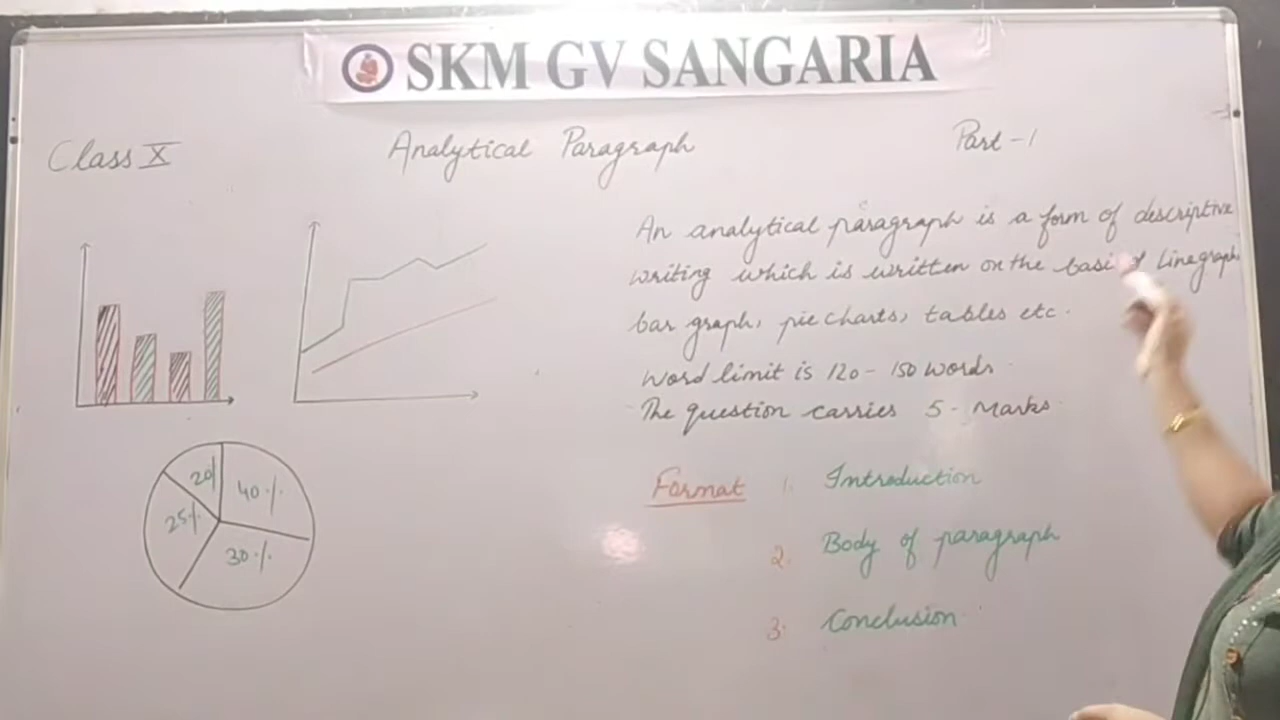 SKM GV SANGARIA
Class X
Analytical Paragraph
Part-1
An analytical paragraph is a form of descriptive
writing which is written on the basis of Linegraph,
bar graph, pie charts, tables etc.
Word limit is 120-150 words.
The question carries 5- Marks
Format
1. Introduction
2. Body of paragraph
3. Conclusion
20%
40%
25%
30%